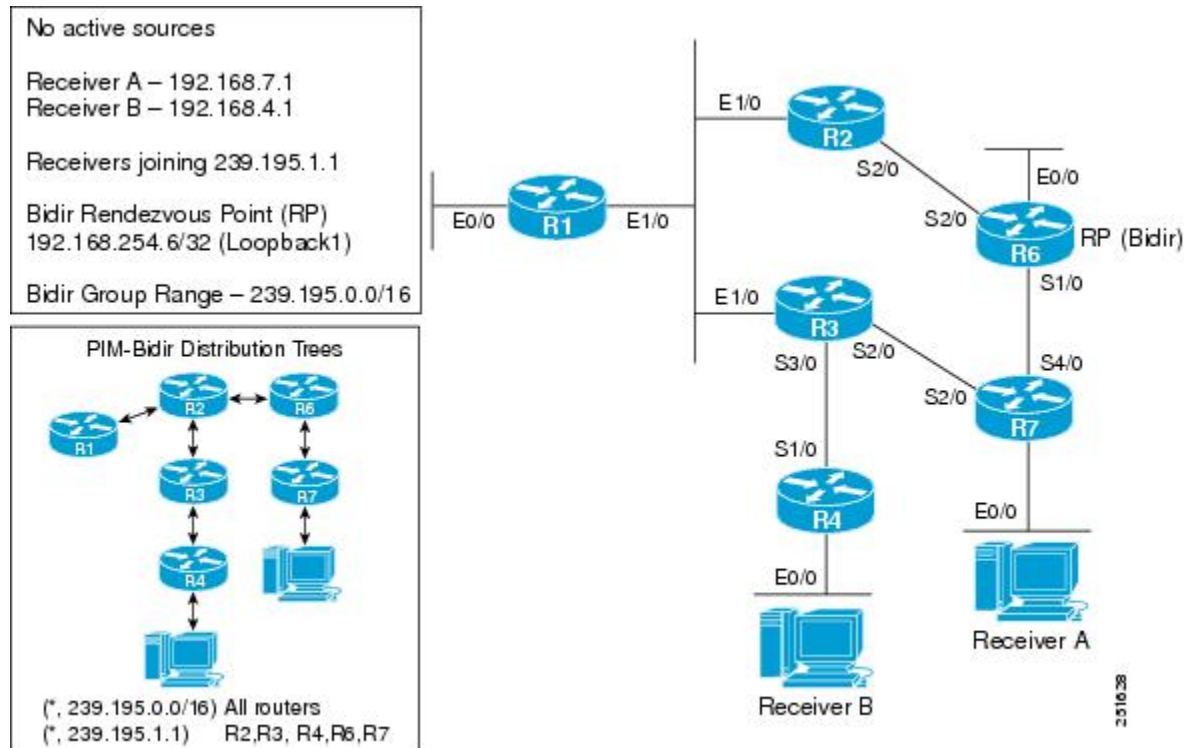 No active sources
Receiver A – 192.168.7.1
Receiver B – 192.168.4.1
Receivers joining 239.195.1.1
Bidir Rendezvous Point (RP)
192.168.254.6/32 (Loopback1)
Bidir Group Range – 239.195.0.0/16
PIM-Bidir Distribution Trees
R1
R2
R6
R3
R7
R4
(*, 239.195.0.0/16) All routers
(*, 239.195.1.1) R2,R3, R4,R6,R7
E0/0
R1
E1/0
E1/0
R2
S2/0
E0/0
S2/0
R6
RP (Bidir)
S1/0
E1/0
R3
S3/0
S2/0
S4/0
S2/0
R7
S1/0
R4
E0/0
E0/0
Receiver A
Receiver B
251628